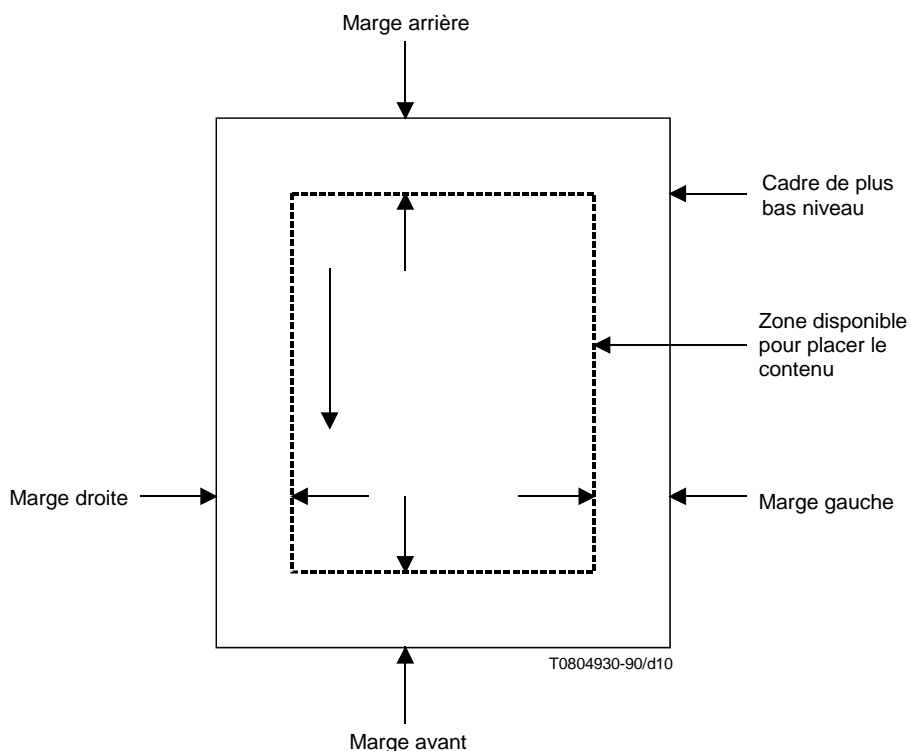 Marge arrière
Cadre de plus
bas niveau
Zone disponible
pour placer le
contenu
Marge droite
Marge gauche
T0804930-90/d10
Marge avant